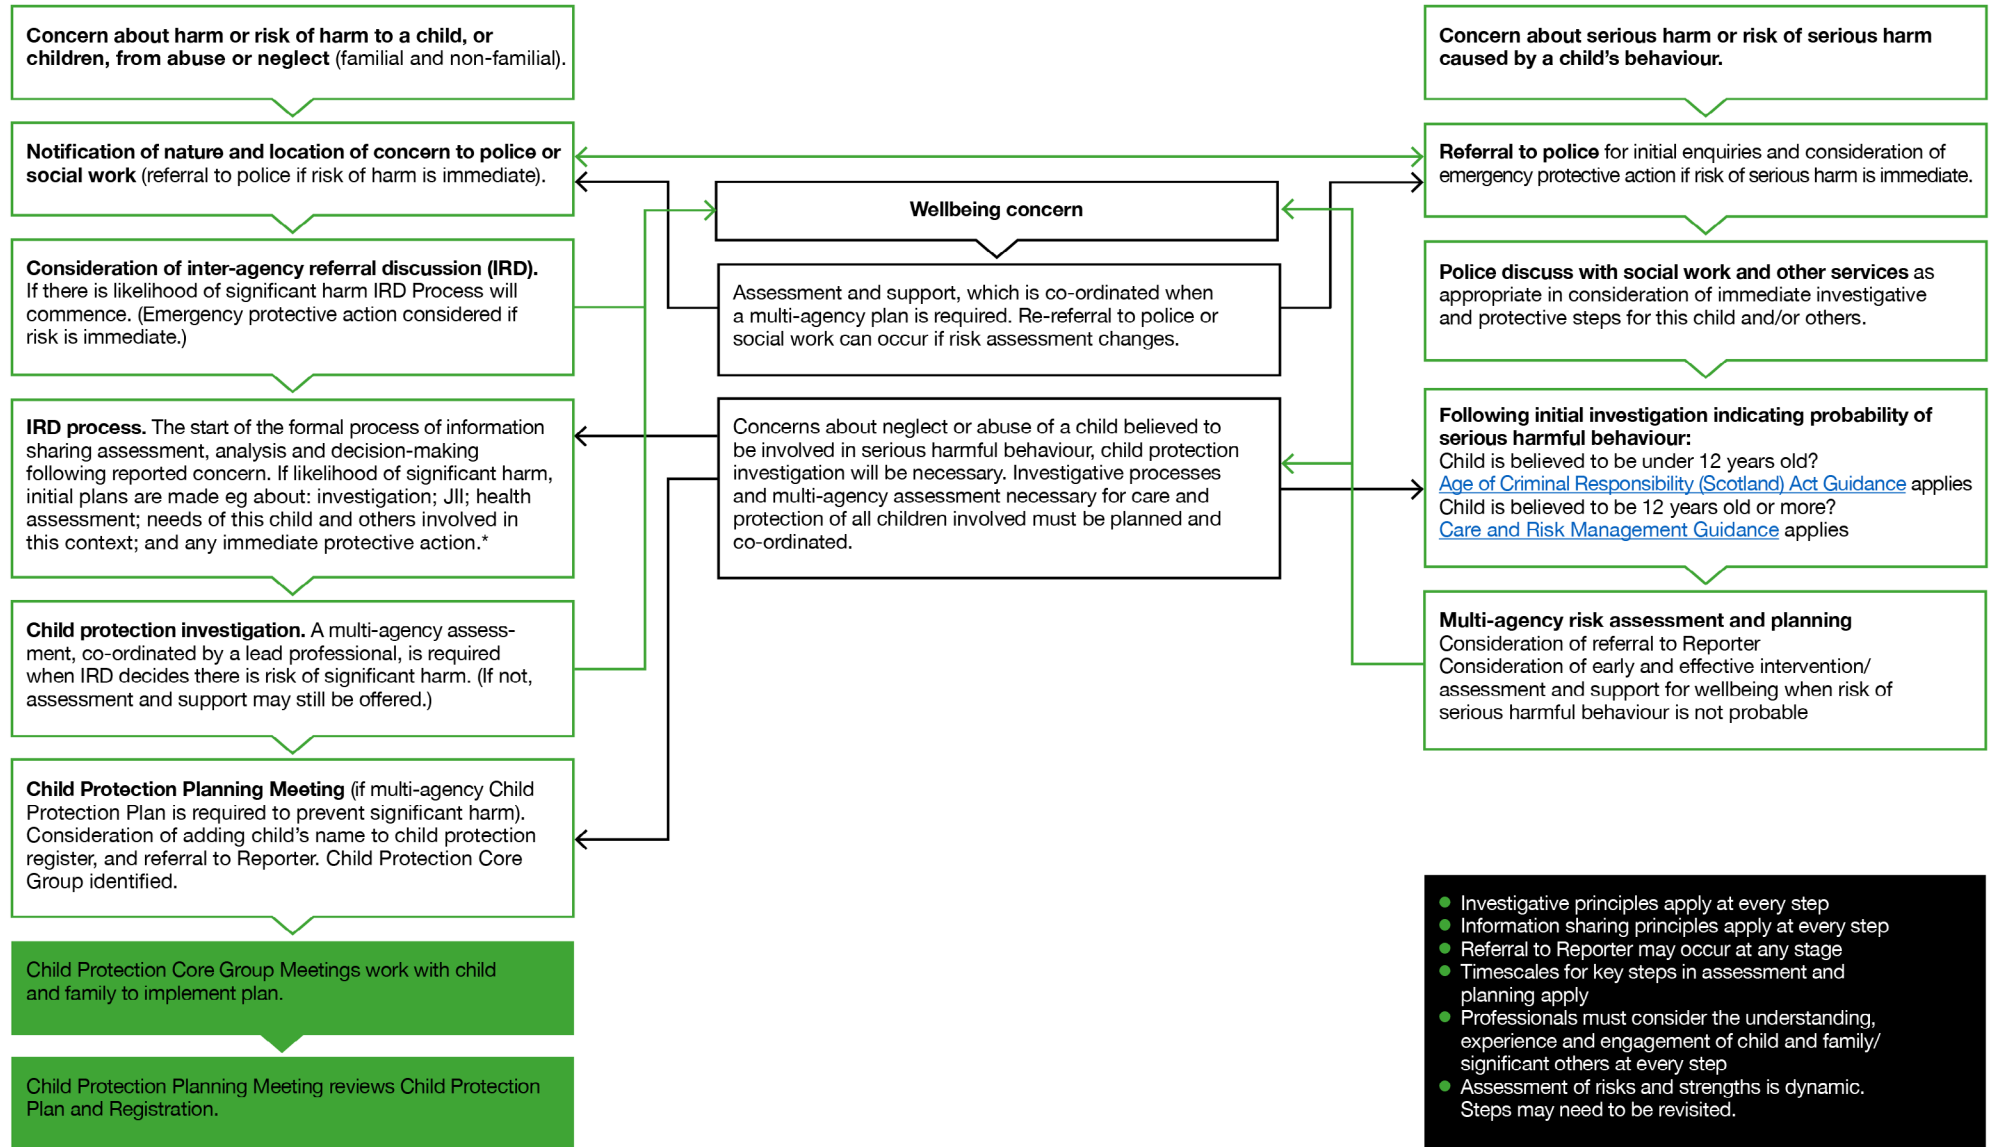 Concern about harm or risk of harm to a child, or
children, from abuse or neglect (familial and non-familial).
Notification of nature and location of concern to police or
social work (referral to police if risk of harm is immediate).
Consideration of inter-agency referral discussion (IRD).
If there is likelihood of significant harm IRD Process will
commence. (Emergency protective action considered if
risk is immediate.)
IRD process. The start of the formal process of information
sharing assessment, analysis and decision-making
following reported concern. If likelihood of significant harm,
initial plans are made eg about: investigation; JII; health
assessment; needs of this child and others involved in
this context; and any immediate protective action.*
Child protection investigation. A multi-agency assess-
ment, co-ordinated by a lead professional, is required
when IRD decides there is risk of significant harm. (If not,
assessment and support may still be offered.)
Child Protection Planning Meeting (if multi-agency Child
Protection Plan is required to prevent significant harm).
Consideration of adding child's name to child protection
register, and referral to Reporter. Child Protection Core
Group identified.
Child Protection Core Group Meetings work with child
and family to implement plan.
Child Protection Planning Meeting reviews Child Protection
Plan and Registration.
Wellbeing concern
Assessment and support, which is co-ordinated when
a multi-agency plan is required. Re-referral to police or
social work can occur if risk assessment changes.
Concerns about neglect or abuse of a child believed to
be involved in serious harmful behaviour, child protection
investigation will be necessary. Investigative processes
and multi-agency assessment necessary for care and
protection of all children involved must be planned and
co-ordinated.
Concern about serious harm or risk of serious harm
caused by a child's behaviour.
Referral to police for initial enquiries and consideration of
emergency protective action if risk of serious harm is immediate.
Police discuss with social work and other services as
appropriate in consideration of immediate investigative
and protective steps for this child and/or others.
Following initial investigation indicating probability of
serious harmful behaviour:
Child is believed to be under 12 years old?
Age of Criminal Responsibility (Scotland) Act Guidance applies
Child is believed to be 12 years old or more?
Care and Risk Management Guidance applies
Multi-agency risk assessment and planning
Consideration of referral to Reporter
Consideration of early and effective intervention/
assessment and support for wellbeing when risk of
serious harmful behaviour is not probable
● Investigative principles apply at every step
● Information sharing principles apply at every step
● Referral to Reporter may occur at any stage
● Timescales for key steps in assessment and
planning apply
● Professionals must consider the understanding,
experience and engagement of child and family/
significant others at every step
● Assessment of risks and strengths is dynamic.
Steps may need to be revisited.